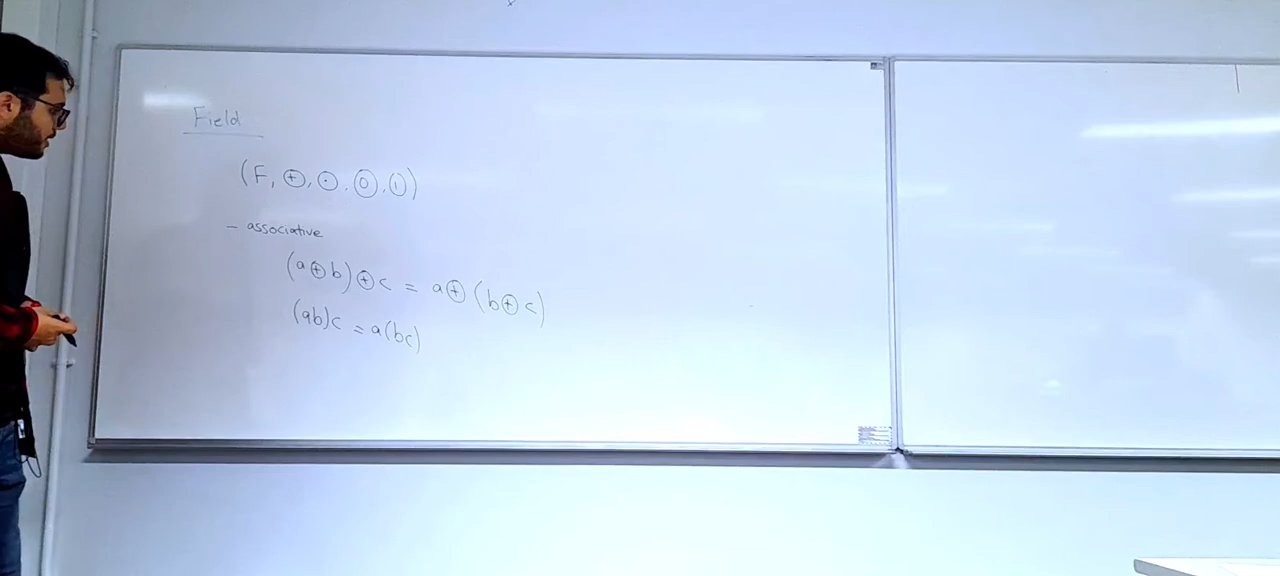 Field
(F, ⊕, ⊙, ⓪, ①)
- associative
(a⊕b)⊕c = a⊕(b⊕c)
(ab)c = a(bc)